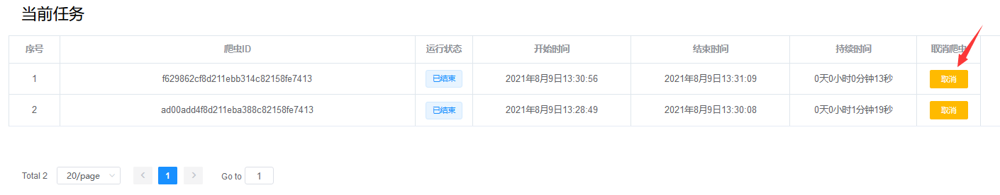 当前任务
序号 爬虫ID 运行状态 开始时间 结束时间 持续时间 取消爬虫
1 f629862cf8d211ebb314c82158fe7413 已结束 2021年8月9日13:30:56 2021年8月9日13:31:09 0天0小时0分钟13秒 取消
2 ad00add4f8d211eba388c82158fe7413 已结束 2021年8月9日13:28:49 2021年8月9日13:30:08 0天0小时1分钟19秒 取消
Total 2 20/page 1 Go to 1